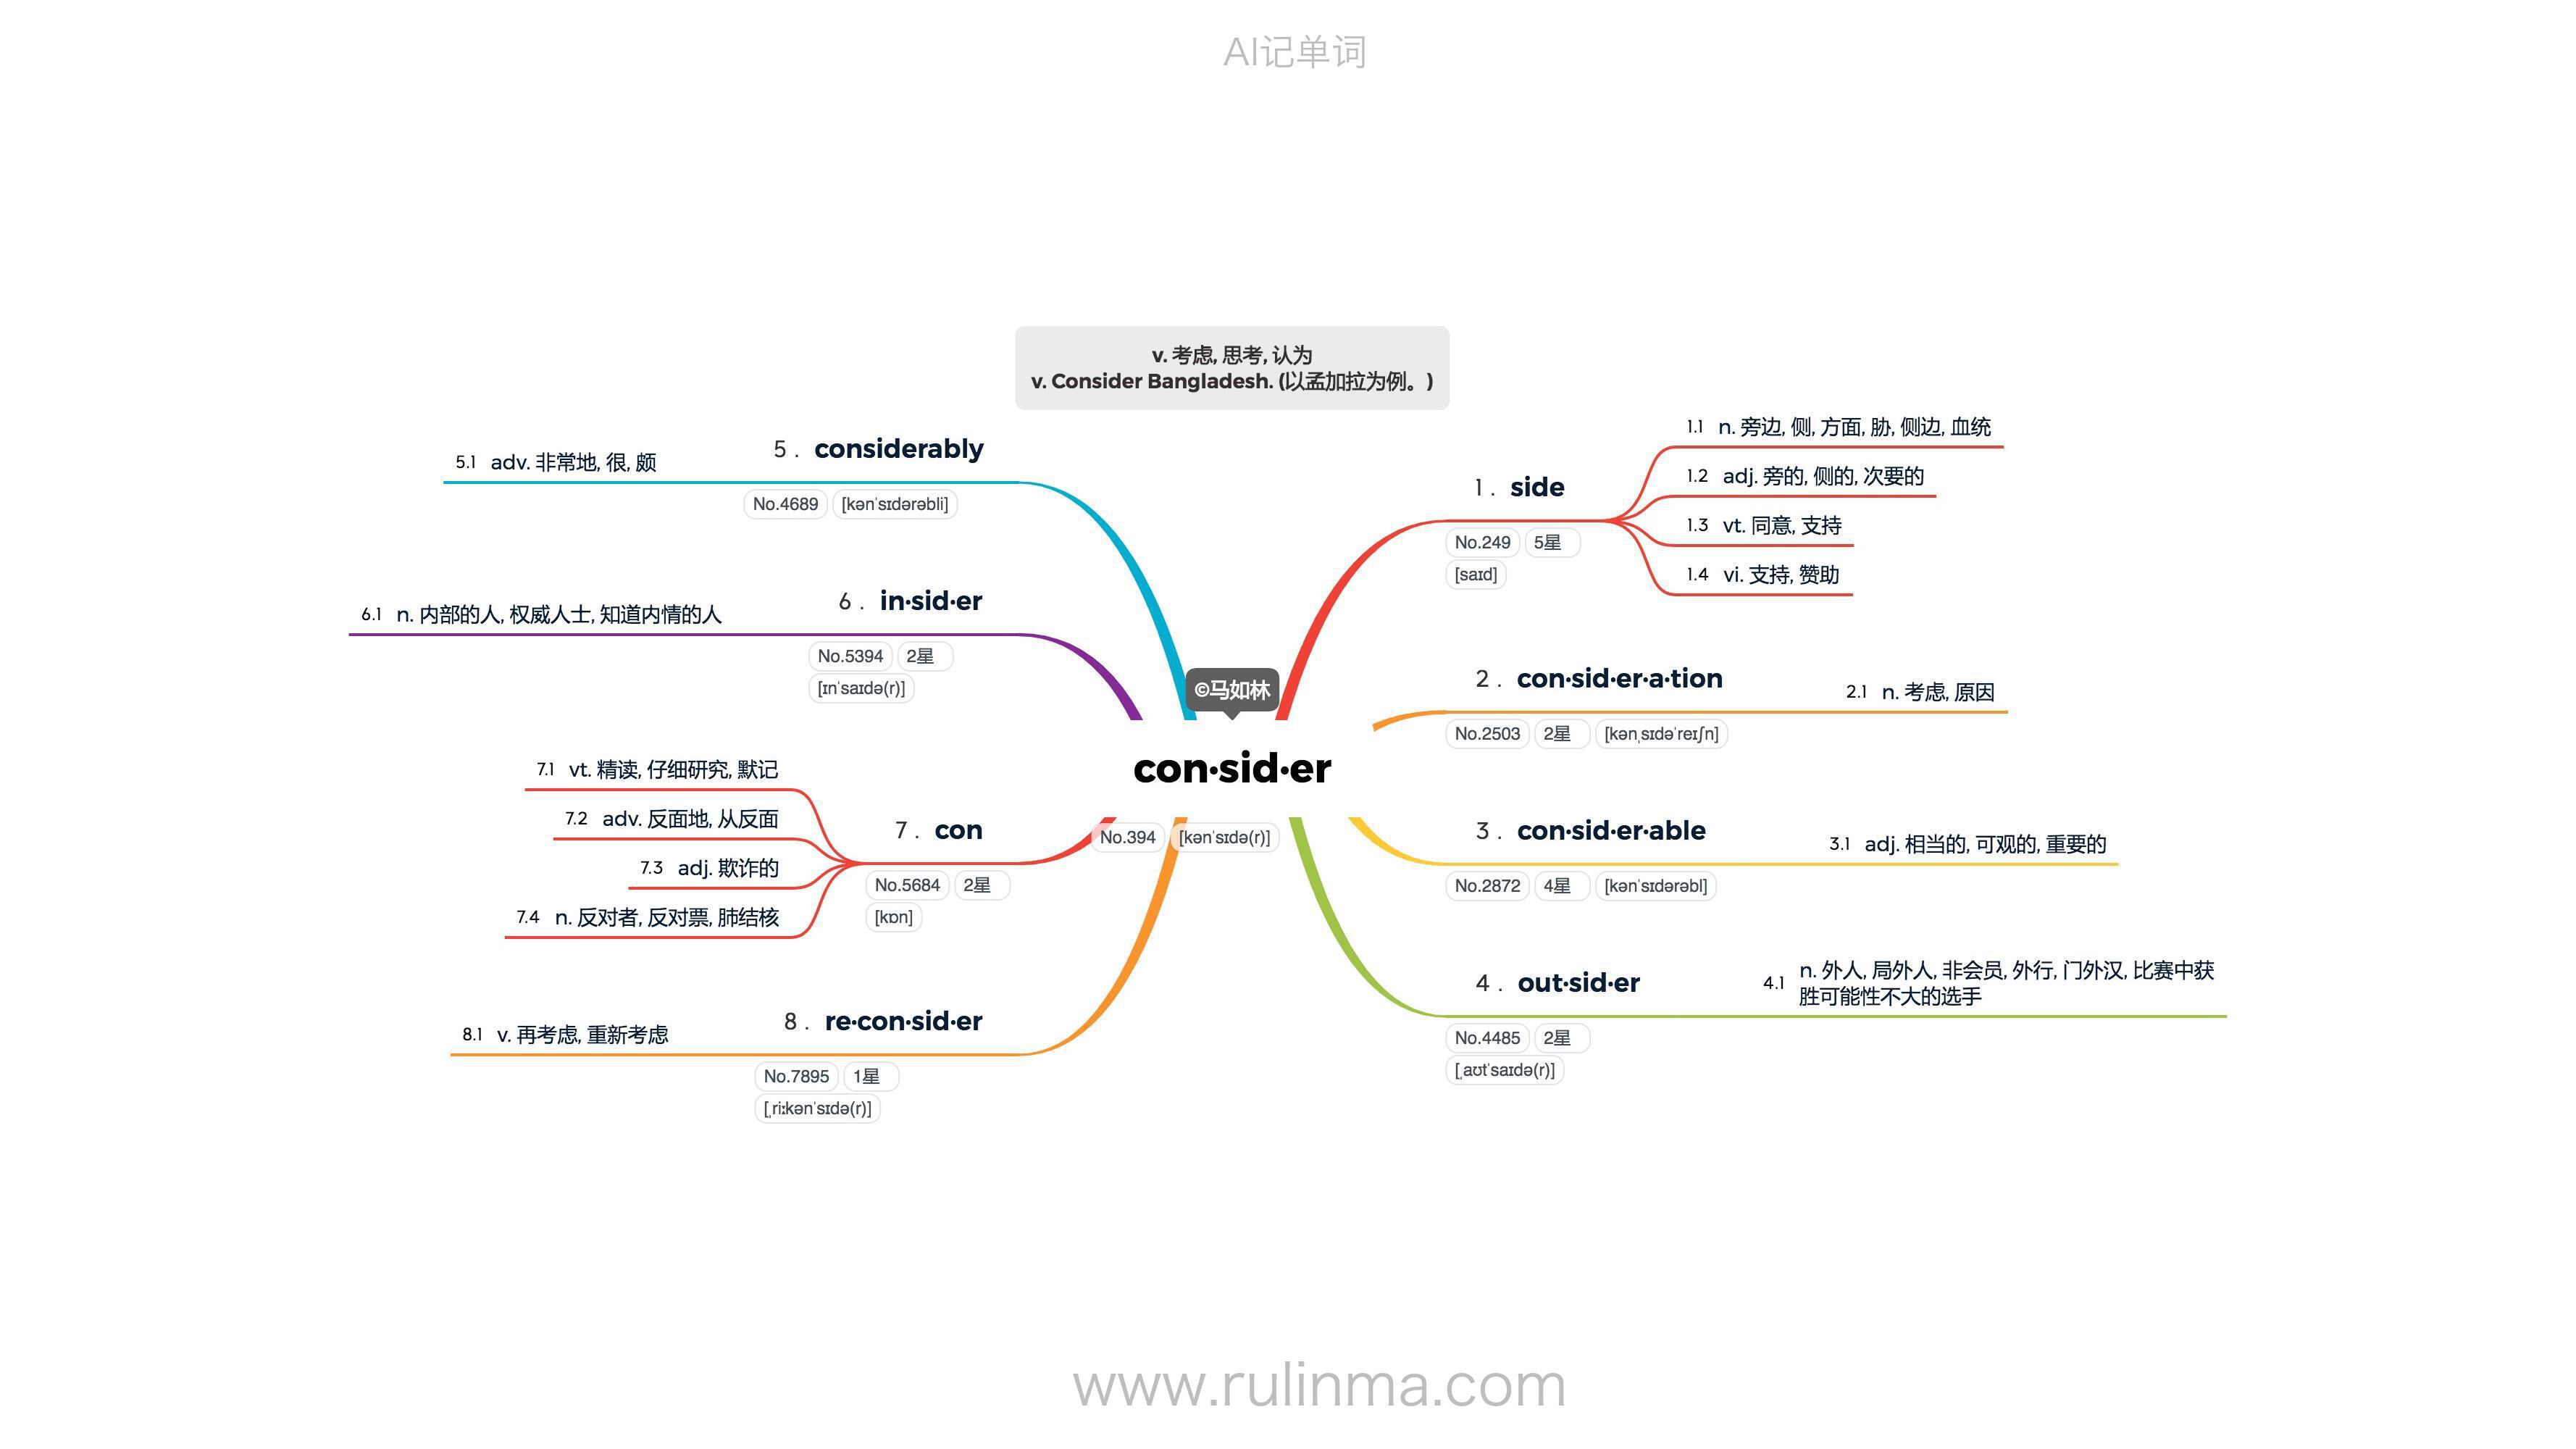 AI记单词
v. 考虑, 思考, 认为
v. Consider Bangladesh. (以孟加拉为例。)
©马如林
con·sid·er
No.394 [kənˈsɪdə(r)]
1. side
No.249 5星
[saɪd]
1.1 n. 旁边, 侧, 方面, 胁, 侧边, 血统
1.2 adj. 旁的, 侧的, 次要的
1.3 vt. 同意, 支持
1.4 vi. 支持, 赞助
2. con·sid·er·a·tion
No.2503 2星 [kənˌsɪdəˈreɪʃn]
2.1 n. 考虑, 原因
3. con·sid·er·able
No.2872 4星 [kənˈsɪdərəbl]
3.1 adj. 相当的, 可观的, 重要的
4. out·sid·er
No.4485 2星
[ˌaʊtˈsaɪdə(r)]
4.1 n. 外人, 局外人, 非会员, 外行, 门外汉, 比赛中获
胜可能性不大的选手
5. considerably
No.4689 [kənˈsɪdərəbli]
5.1 adv. 非常地, 很, 颇
6. in·sid·er
No.5394 2星
[ɪnˈsaɪdə(r)]
6.1 n. 内部的人, 权威人士, 知道内情的人
7. con
No.5684 2星
[kɒn]
7.1 vt. 精读, 仔细研究, 默记
7.2 adv. 反面地, 从反面
7.3 adj. 欺诈的
7.4 n. 反对者, 反对票, 肺结核
8. re·con·sid·er
No.7895 1星
[ˌriːkənˈsɪdə(r)]
8.1 v. 再考虑, 重新考虑
www.rulinma.com